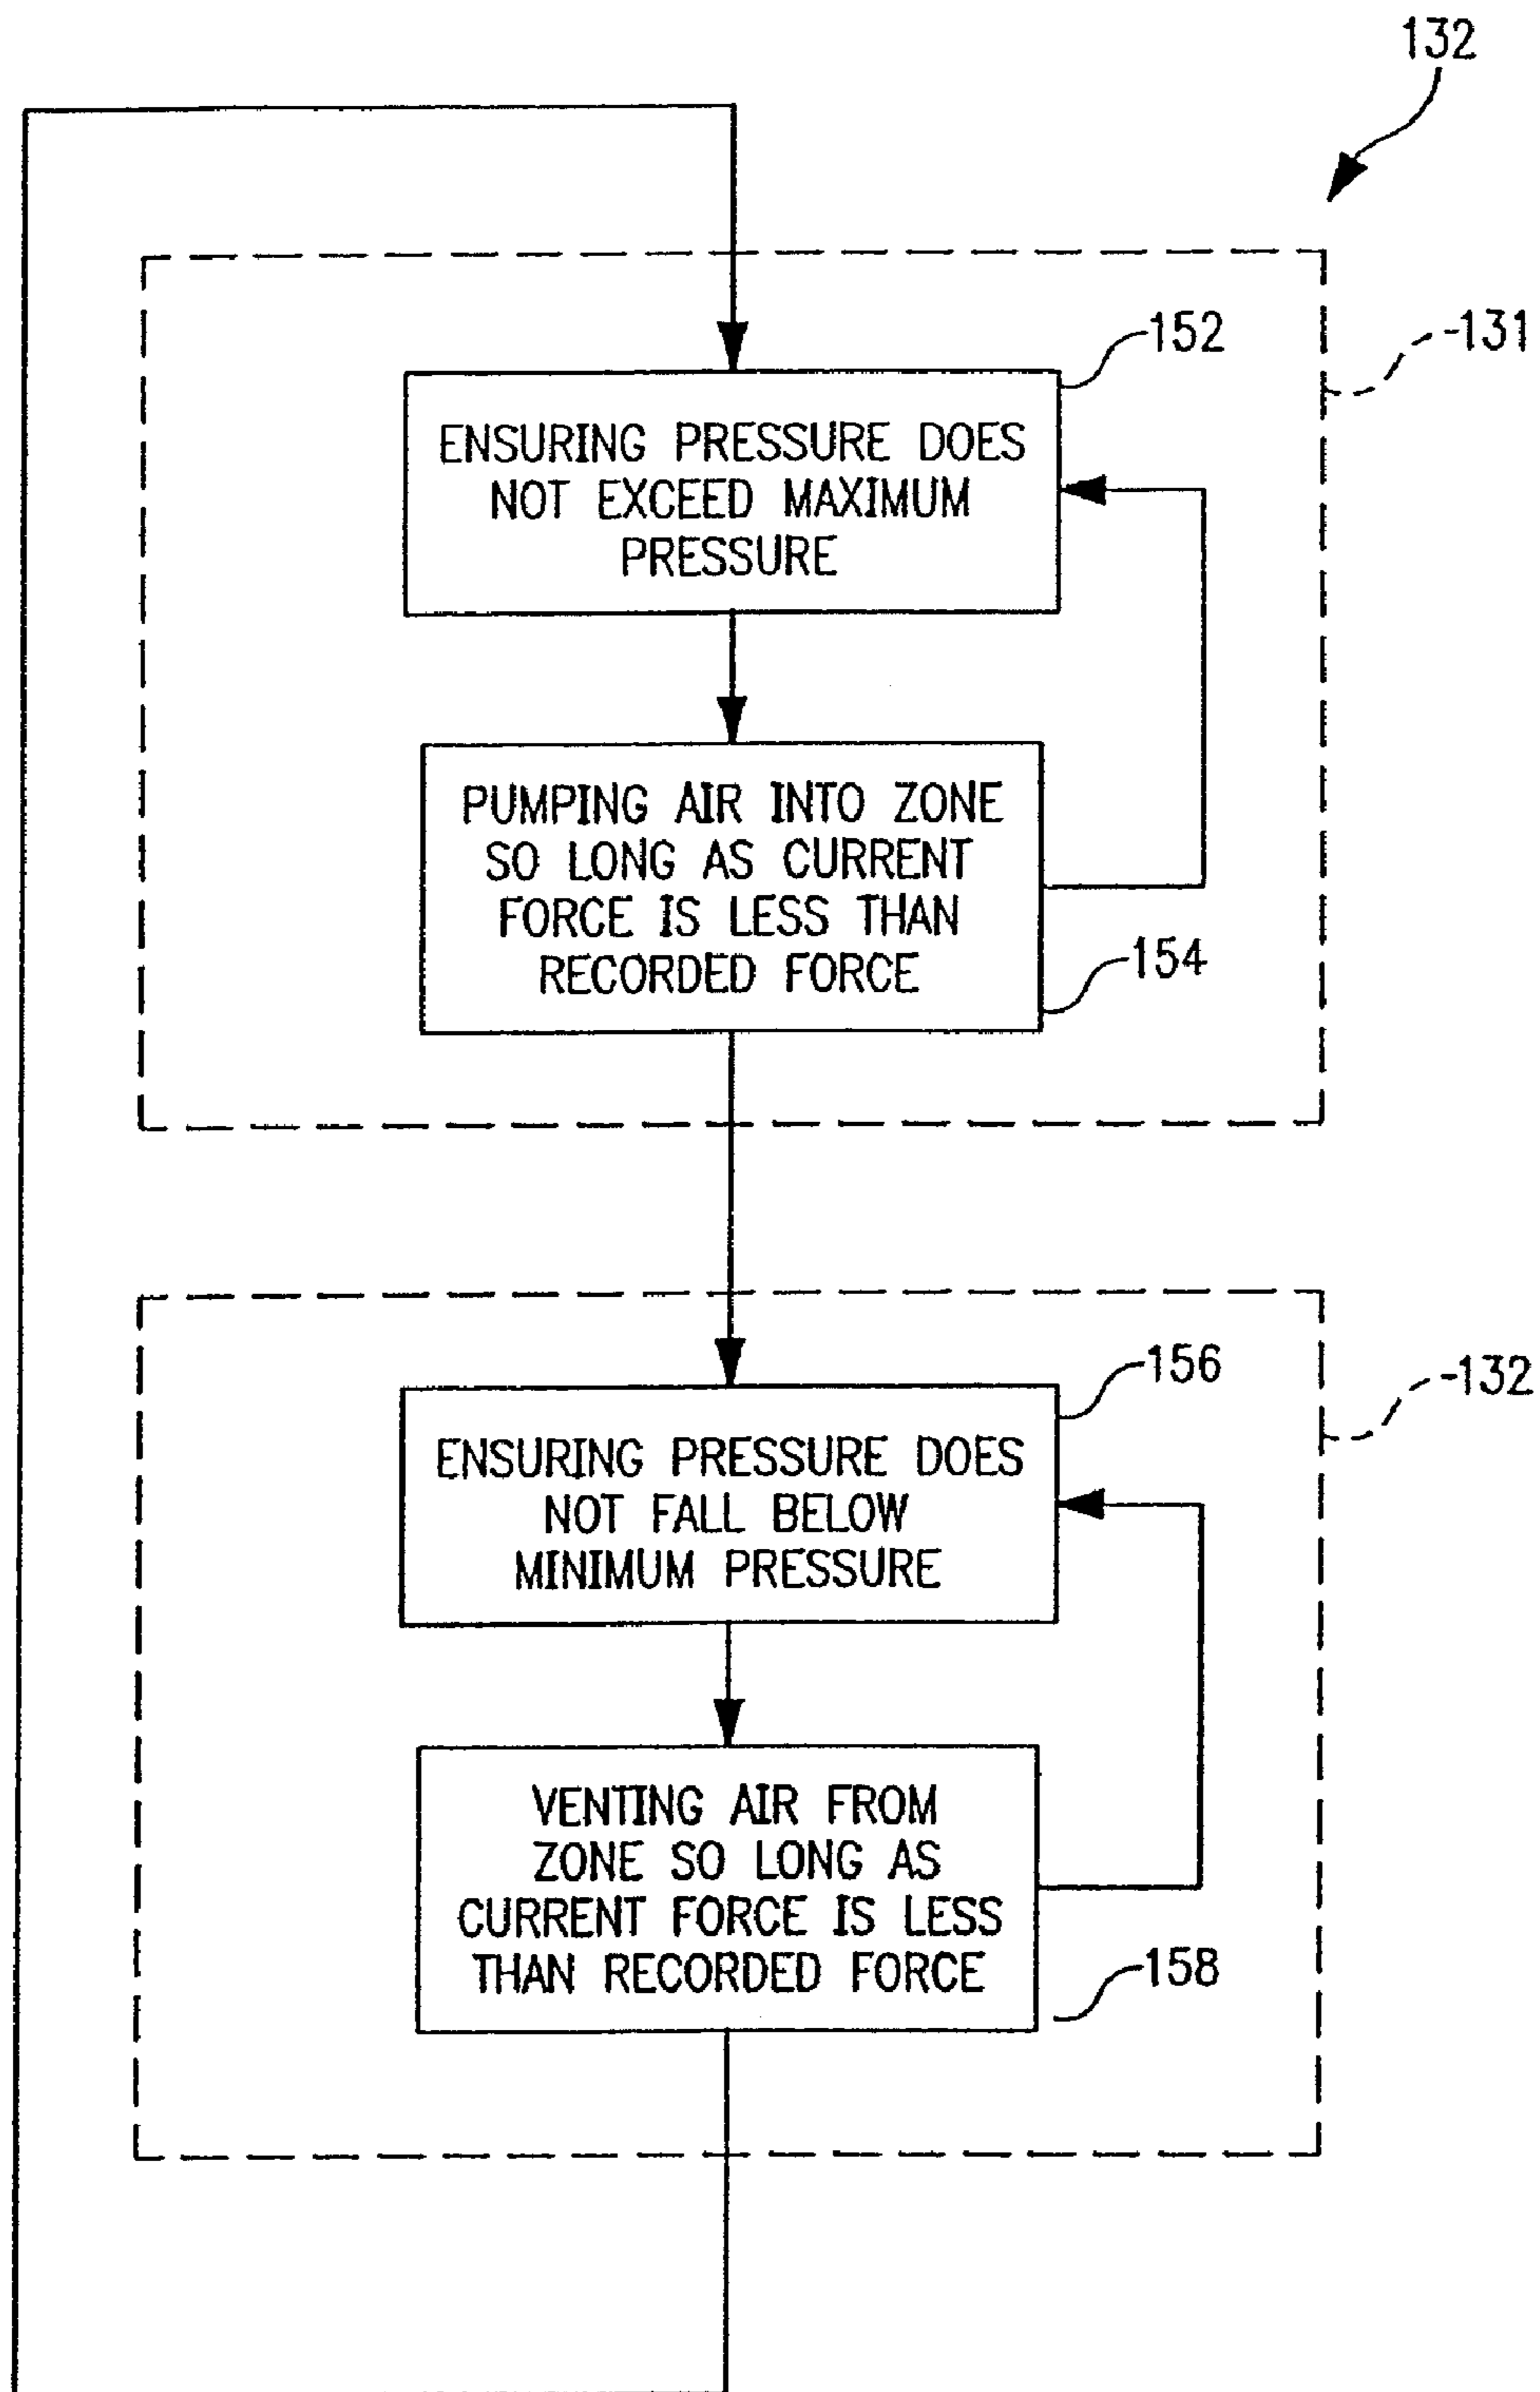 132
152
-131
ENSURING PRESSURE DOES
NOT EXCEED MAXIMUM
PRESSURE
PUMPING AIR INTO ZONE
SO LONG AS CURRENT
FORCE IS LESS THAN
RECORDED FORCE
154
156
-132
ENSURING PRESSURE DOES
NOT FALL BELOW
MINIMUM PRESSURE
VENTING AIR FROM
ZONE SO LONG AS
CURRENT FORCE IS LESS
THAN RECORDED FORCE
158